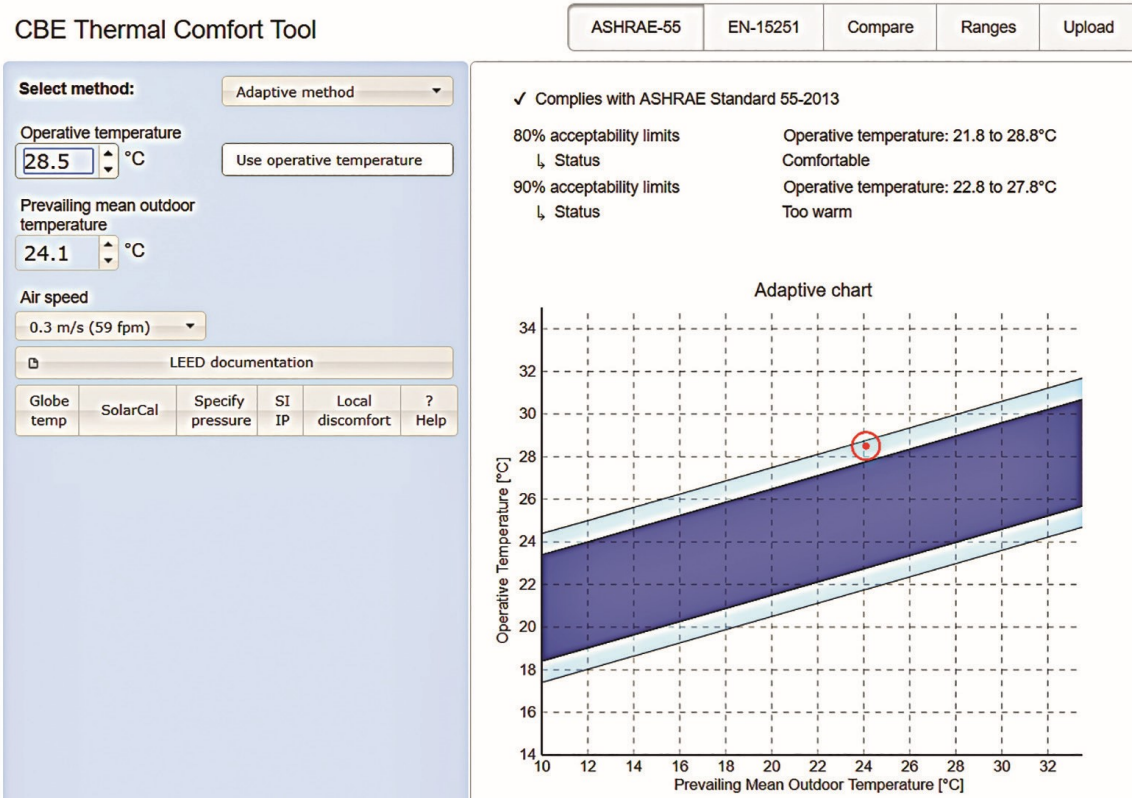 CBE Thermal Comfort Tool
ASHRAE-55
EN-15251
Compare
Ranges
Upload
Select method:
Adaptive method
Operative temperature
28.5 °C
Use operative temperature
Prevailing mean outdoor
temperature
24.1 °C
Air speed
0.3 m/s (59 fpm)
LEED documentation
Globe
temp
SolarCal
Specify
pressure
SI
IP
Local
discomfort
?
Help
✓ Complies with ASHRAE Standard 55-2013
80% acceptability limits Operative temperature: 21.8 to 28.8°C
↳ Status Comfortable
90% acceptability limits Operative temperature: 22.8 to 27.8°C
↳ Status Too warm
Adaptive chart
Operative Temperature [°C]
34
32
30
28
26
24
22
20
18
16
14
10 12 14 16 18 20 22 24 26 28 30 32
Prevailing Mean Outdoor Temperature [°C]